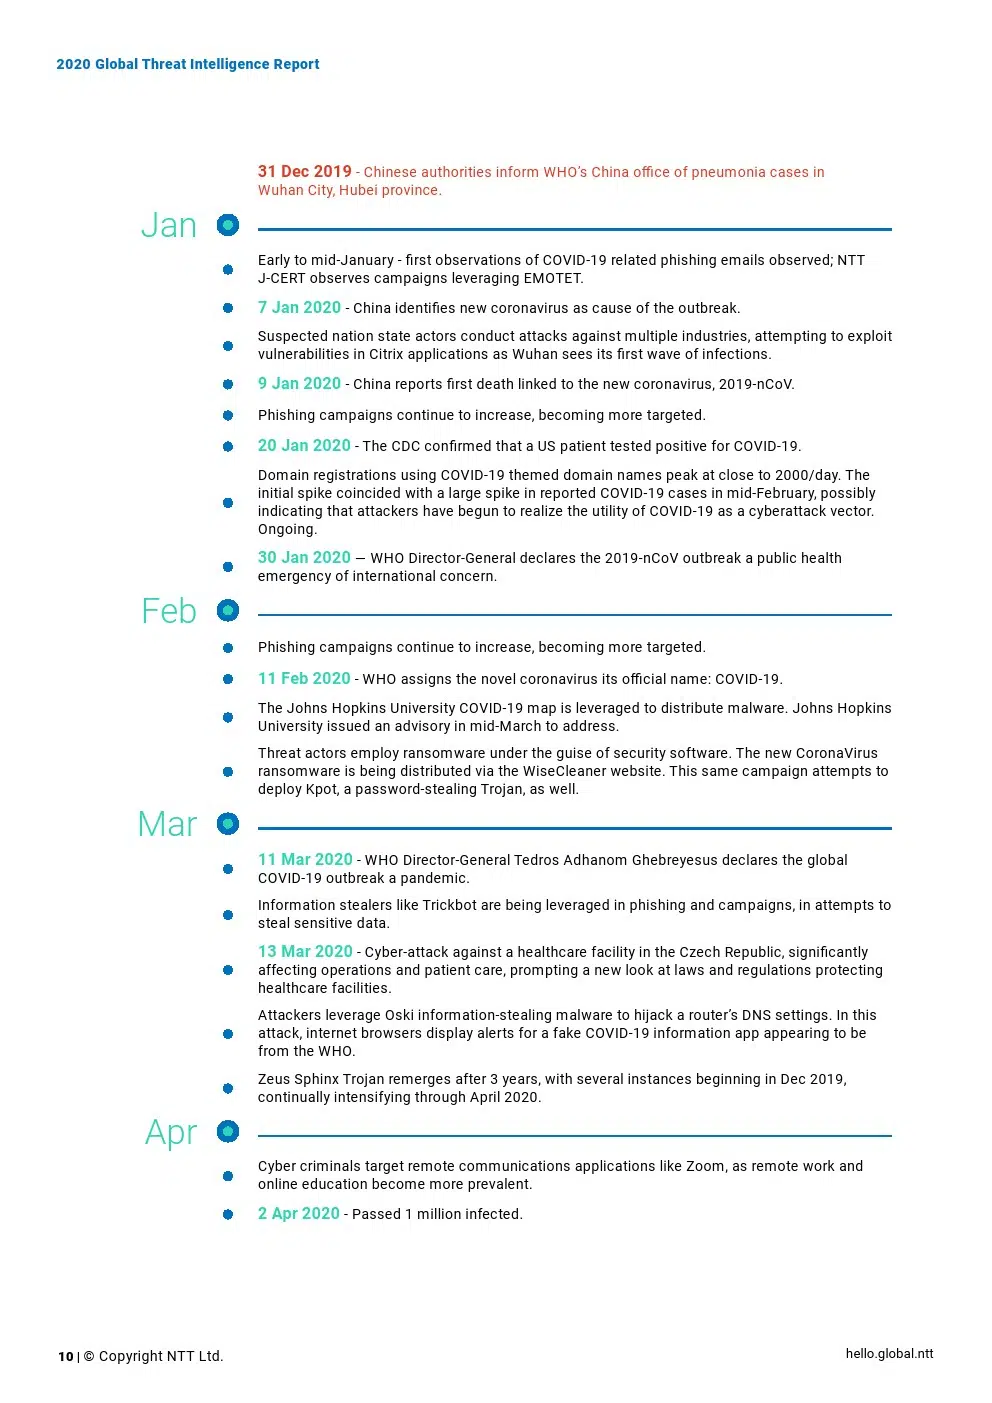 2020 Global Threat Intelligence Report
31 Dec 2019 - Chinese authorities inform WHO's China office of pneumonia cases in
Wuhan City, Hubei province.
Jan
Early to mid-January - first observations of COVID-19 related phishing emails observed; NTT
J-CERT observes campaigns leveraging EMOTET.
7 Jan 2020 - China identifies new coronavirus as cause of the outbreak.
Suspected nation state actors conduct attacks against multiple industries, attempting to exploit
vulnerabilities in Citrix applications as Wuhan sees its first wave of infections.
9 Jan 2020 - China reports first death linked to the new coronavirus, 2019-nCoV.
Phishing campaigns continue to increase, becoming more targeted.
20 Jan 2020 - The CDC confirmed that a US patient tested positive for COVID-19.
Domain registrations using COVID-19 themed domain names peak at close to 2000/day. The
initial spike coincided with a large spike in reported COVID-19 cases in mid-February, possibly
indicating that attackers have begun to realize the utility of COVID-19 as a cyberattack vector.
Ongoing.
30 Jan 2020 — WHO Director-General declares the 2019-nCoV outbreak a public health
emergency of international concern.
Feb
Phishing campaigns continue to increase, becoming more targeted.
11 Feb 2020 - WHO assigns the novel coronavirus its official name: COVID-19.
The Johns Hopkins University COVID-19 map is leveraged to distribute malware. Johns Hopkins
University issued an advisory in mid-March to address.
Threat actors employ ransomware under the guise of security software. The new CoronaVirus
ransomware is being distributed via the WiseCleaner website. This same campaign attempts to
deploy Kpot, a password-stealing Trojan, as well.
Mar
11 Mar 2020 - WHO Director-General Tedros Adhanom Ghebreyesus declares the global
COVID-19 outbreak a pandemic.
Information stealers like Trickbot are being leveraged in phishing and campaigns, in attempts to
steal sensitive data.
13 Mar 2020 - Cyber-attack against a healthcare facility in the Czech Republic, significantly
affecting operations and patient care, prompting a new look at laws and regulations protecting
healthcare facilities.
Attackers leverage Oski information-stealing malware to hijack a router's DNS settings. In this
attack, internet browsers display alerts for a fake COVID-19 information app appearing to be
from the WHO.
Zeus Sphinx Trojan remerges after 3 years, with several instances beginning in Dec 2019,
continually intensifying through April 2020.
Apr
Cyber criminals target remote communications applications like Zoom, as remote work and
online education become more prevalent.
2 Apr 2020 - Passed 1 million infected.
10 | © Copyright NTT Ltd.
hello.global.ntt